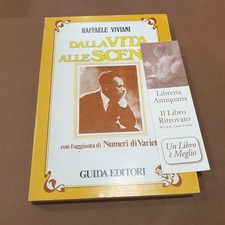 RAFFAELE VIVIANI
DALLA VITA
ALLE SCENE
con l'aggiunta di Numeri di Varietà
GUIDA EDITORI
Libreria
Antiquaria
Il Libro
Ritrovato
Un Libro
è Meglio